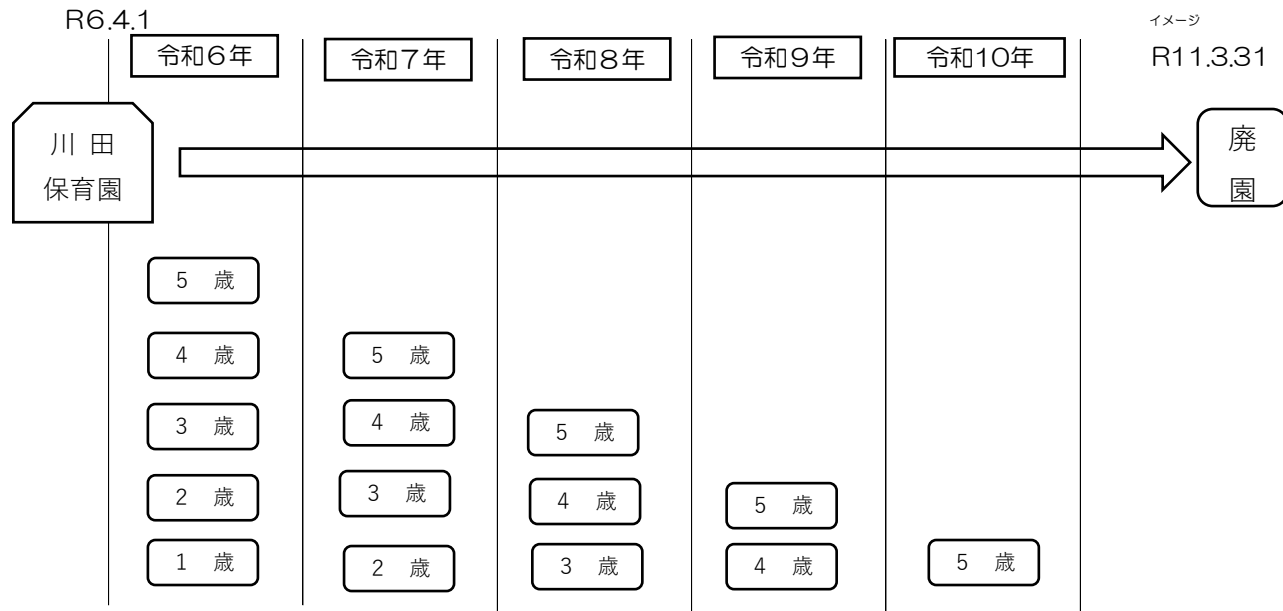 R6.4.1
イメージ
令和6年
令和7年
令和8年
令和9年
令和10年
R11.3.31
川 田
保育園
廃
園
5 歳
4 歳
5 歳
3 歳
4 歳
5 歳
2 歳
3 歳
4 歳
5 歳
1 歳
2 歳
3 歳
4 歳
5 歳